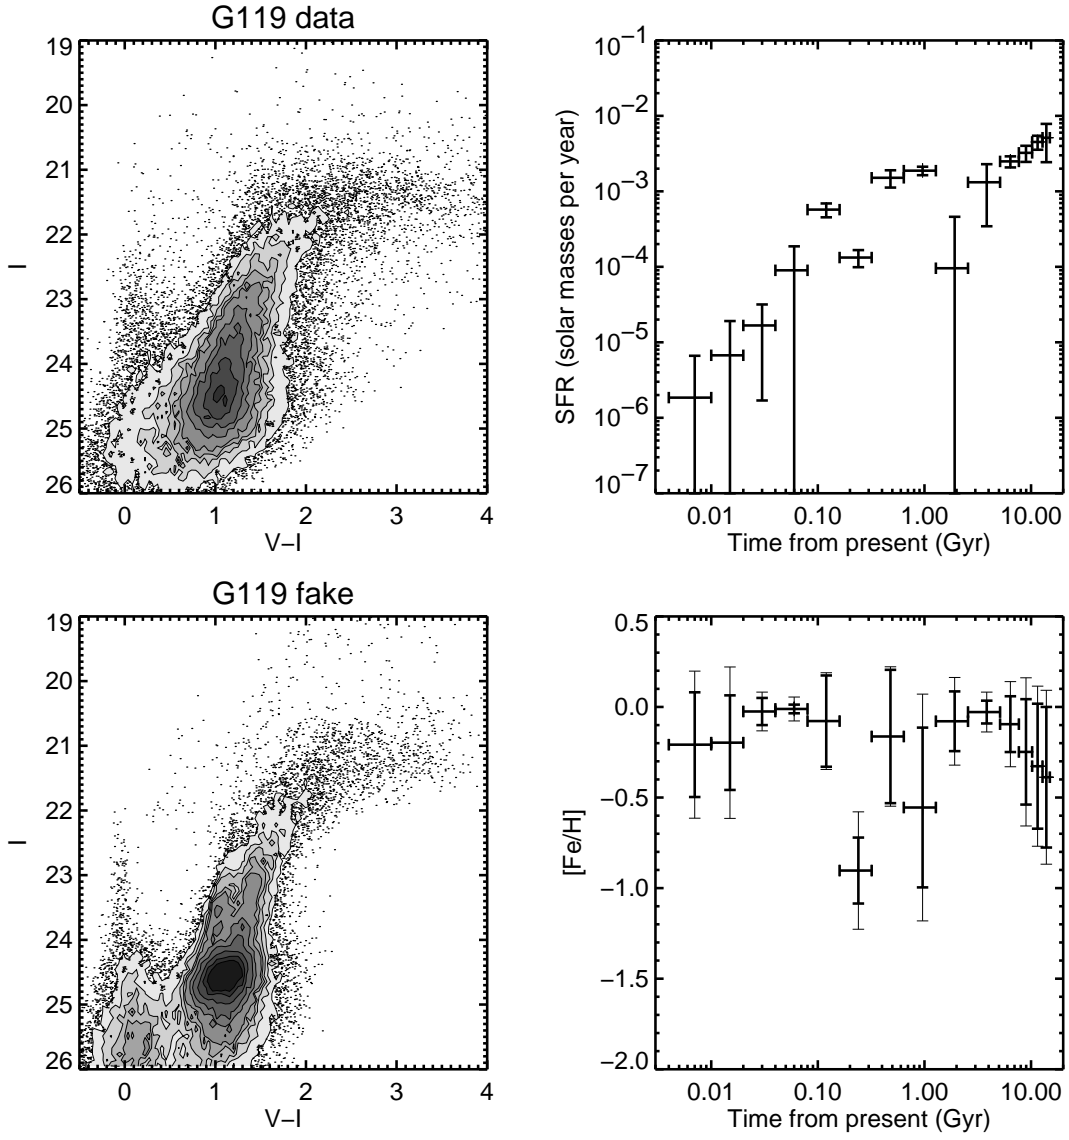 G119 data
19
20
21
22
23
24
25
26
I
0 1 2 3 4
V−I
10−1
10−2
10−3
10−4
10−5
10−6
10−7
SFR (solar masses per year)
0.01 0.10 1.00 10.00
Time from present (Gyr)
G119 fake
19
20
21
22
23
24
25
26
I
0 1 2 3 4
V−I
0.5
0.0
−0.5
−1.0
−1.5
−2.0
[Fe/H]
0.01 0.10 1.00 10.00
Time from present (Gyr)